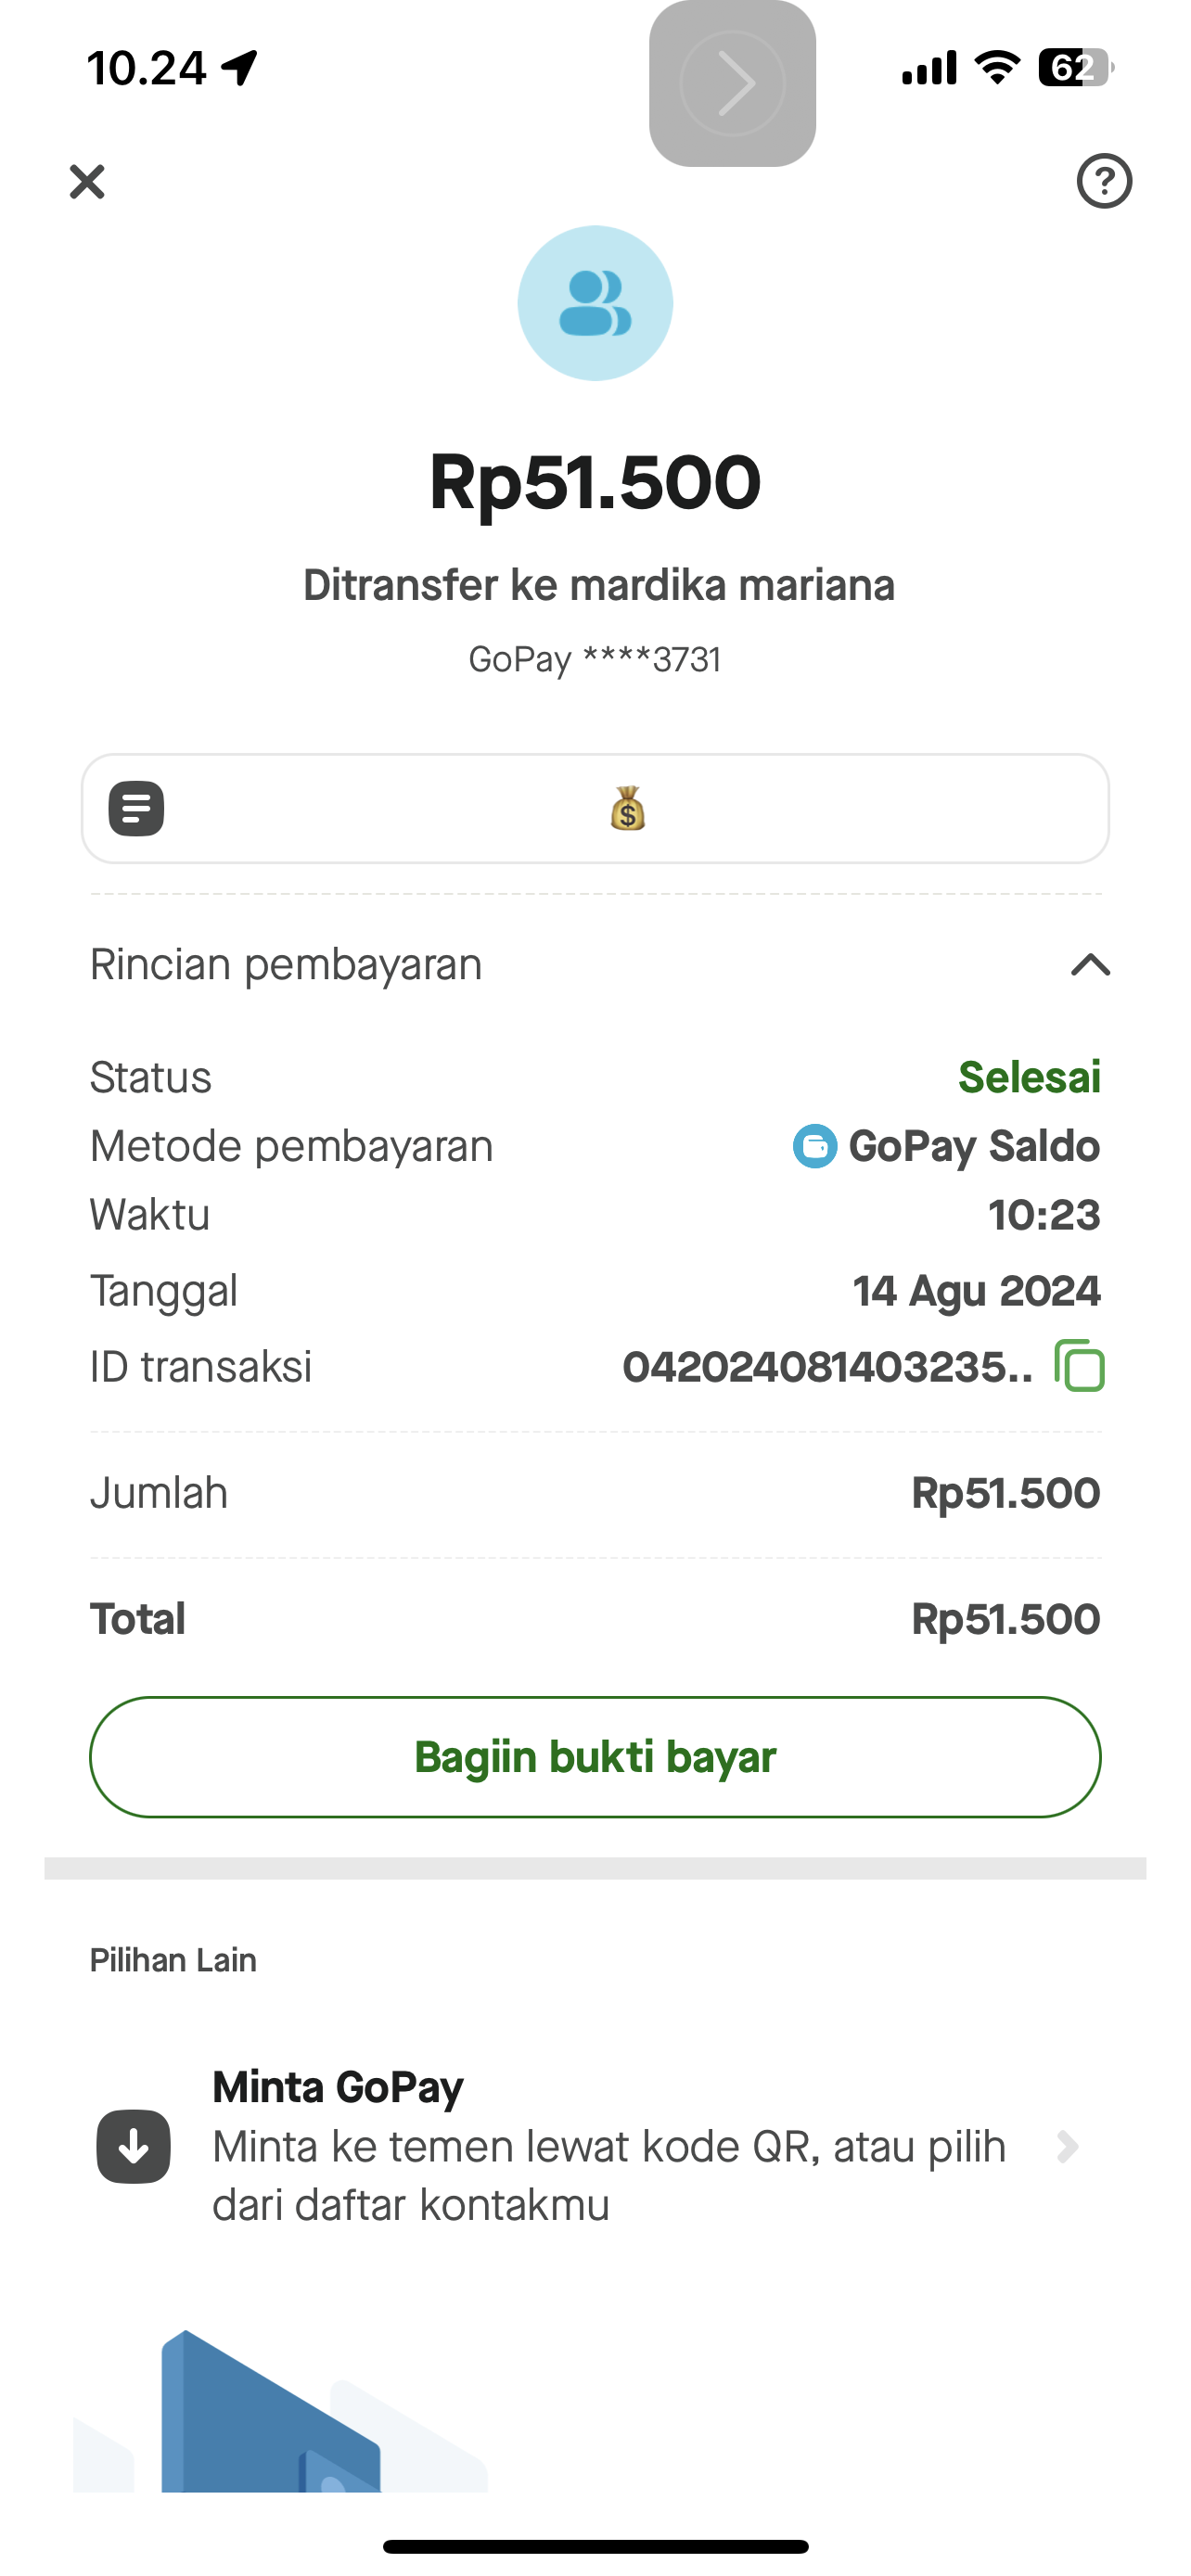 10.24
62
Rp51.500
Ditransfer ke mardika mariana
GoPay ****3731
Rincian pembayaran
Status Selesai
Metode pembayaran GoPay Saldo
Waktu 10:23
Tanggal 14 Agu 2024
ID transaksi 042024081403235..
Jumlah Rp51.500
Total Rp51.500
Bagiin bukti bayar
Pilihan Lain
Minta GoPay
Minta ke temen lewat kode QR, atau pilih
dari daftar kontakmu